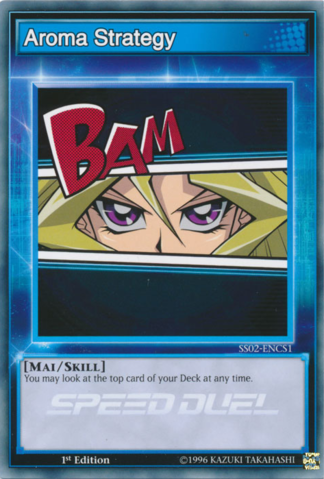 Aroma Strategy
BAM
SS02-ENCS1
[MAI/SKILL]
You may look at the top card of your Deck at any time.
SPEED DUEL
1st Edition
©1996 KAZUKI TAKAHASHI